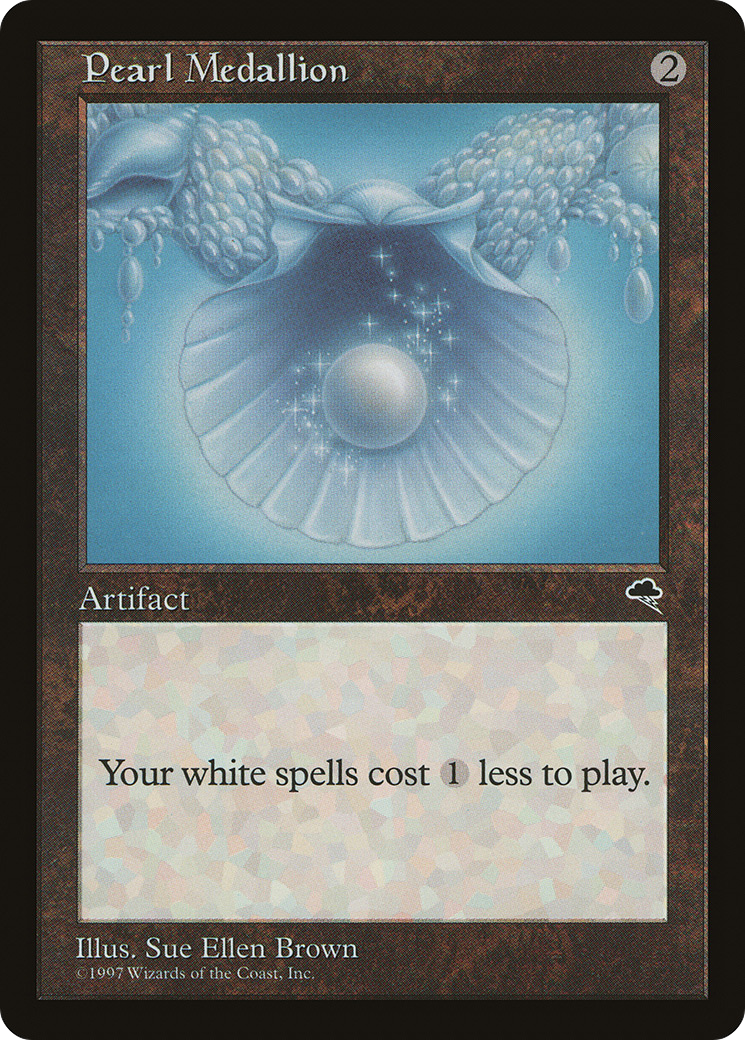 Pearl Medallion 2
Artifact
Your white spells cost 1 less to play.
Illus. Sue Ellen Brown
©1997 Wizards of the Coast, Inc.